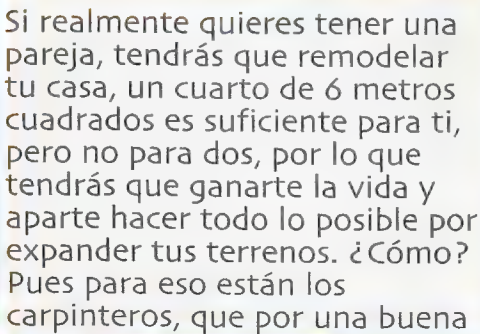 Si realmente quieres tener una
pareja, tendrás que remodelar
tu casa, un cuarto de 6 metros
cuadrados es suficiente para ti,
pero no para dos, por lo que
tendrás que ganarte la vida y
aparte hacer todo lo posible por
expander tus terrenos. ¿Cómo?
Pues para eso están los
carpinteros, que por una buena